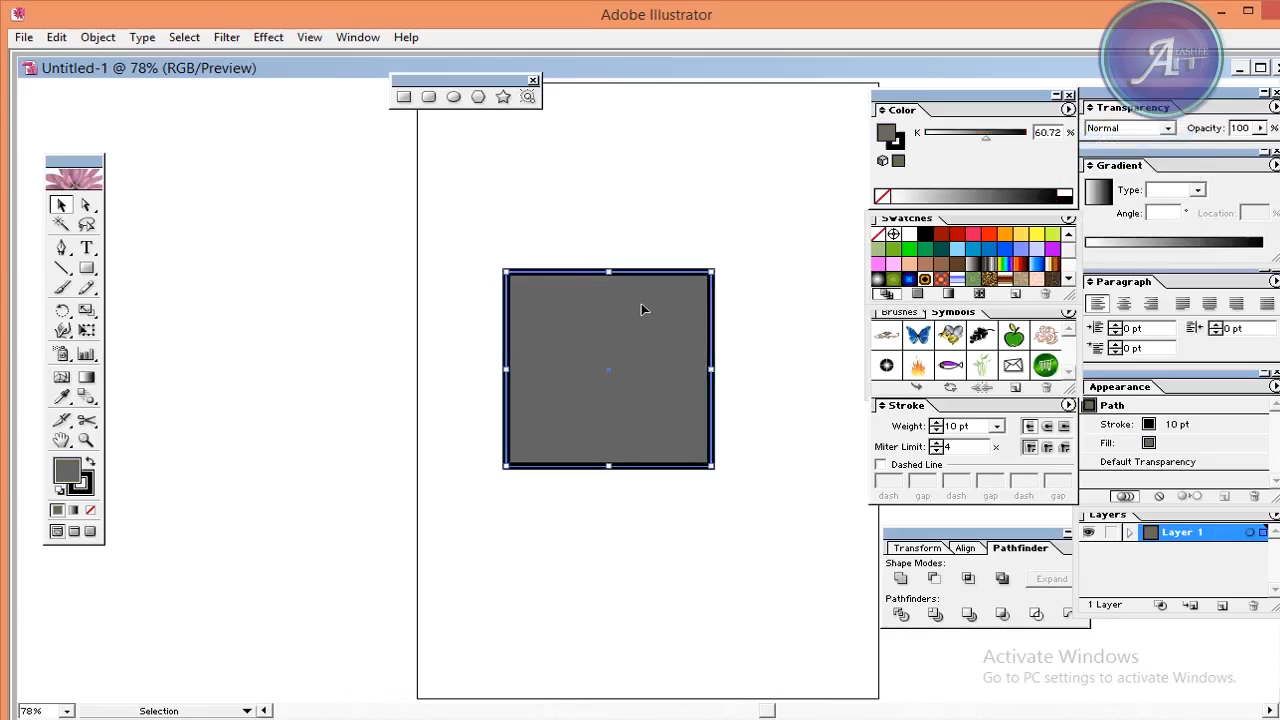 Adobe Illustrator
File Edit Object Type Select Filter Effect View Window Help
Untitled-1 @ 78% (RGB/Preview)
Color
K 60.72 %
Transparency
Normal Opacity: 100 %
Gradient
Type:
Angle: ° Location: %
Swatches
Paragraph
0 pt 0 pt
0 pt
Brushes Symbols
Appearance
Path
Stroke: 10 pt
Fill:
Default Transparency
Stroke
Weight: 10 pt
Miter Limit: 4 x
Dashed Line
dash gap dash gap dash gap
Layers
Layer 1
1 Layer
Transform Align Pathfinder
Shape Modes:
Expand
Pathfinders:
Activate Windows
Go to PC settings to activate Windows.
78% Selection